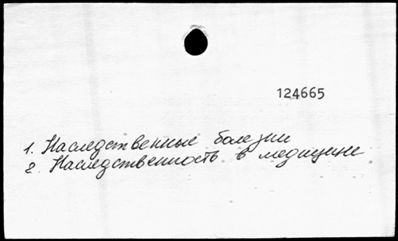 124665
1. Наследственные болезни
2. Наследственность в медицине